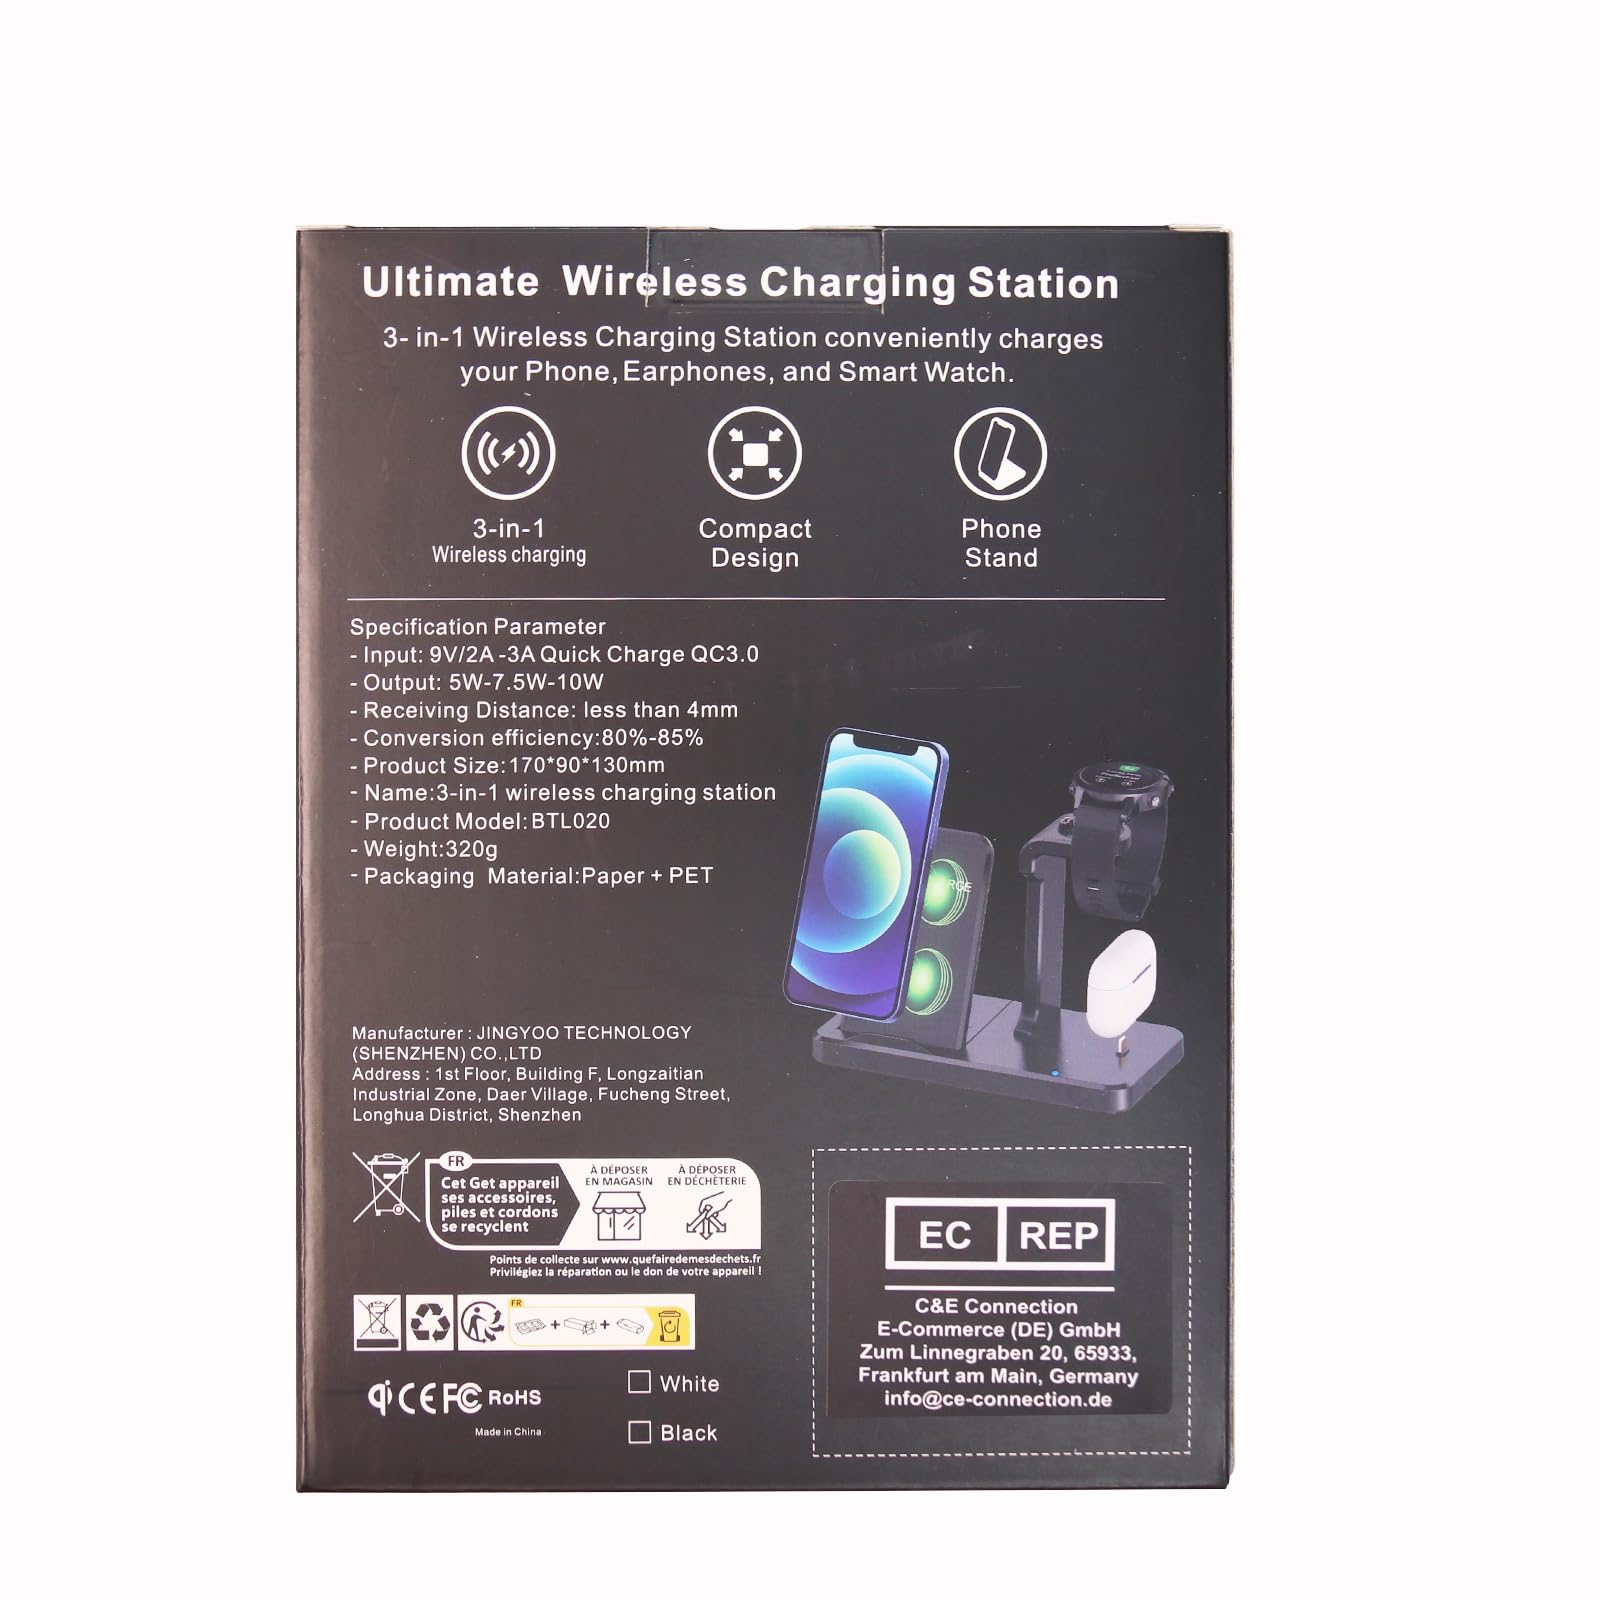 Ultimate Wireless Charging Station
3- in-1 Wireless Charging Station conveniently charges
your Phone, Earphones, and Smart Watch.
3-in-1
Wireless charging
Compact
Design
Phone
Stand
Specification Parameter
- Input: 9V/2A -3A Quick Charge QC3.0
- Output: 5W-7.5W-10W
- Receiving Distance: less than 4mm
- Conversion efficiency:80%-85%
- Product Size:170*90*130mm
- Name:3-in-1 wireless charging station
- Product Model:BTL020
- Weight:320g
- Packaging Material:Paper + PET
Manufacturer : JINGYOO TECHNOLOGY
(SHENZHEN) CO.,LTD
Address : 1st Floor, Building F, Longzaitian
Industrial Zone, Daer Village, Fucheng Street,
Longhua District, Shenzhen
FR
Cet Get appareil
ses accessoires,
piles et cordons
se recyclent
À DÉPOSER
EN MAGASIN
À DÉPOSER
EN DÉCHÈTERIE
Points de collecte sur www.quefairedemesdechets.fr
Privilégiez la réparation ou le don de votre appareil !
FR
+ +
qi CE FC RoHS
Made in China
White
Black
EC REP
C&E Connection
E-Commerce (DE) GmbH
Zum Linnegraben 20, 65933,
Frankfurt am Main, Germany
info@ce-connection.de